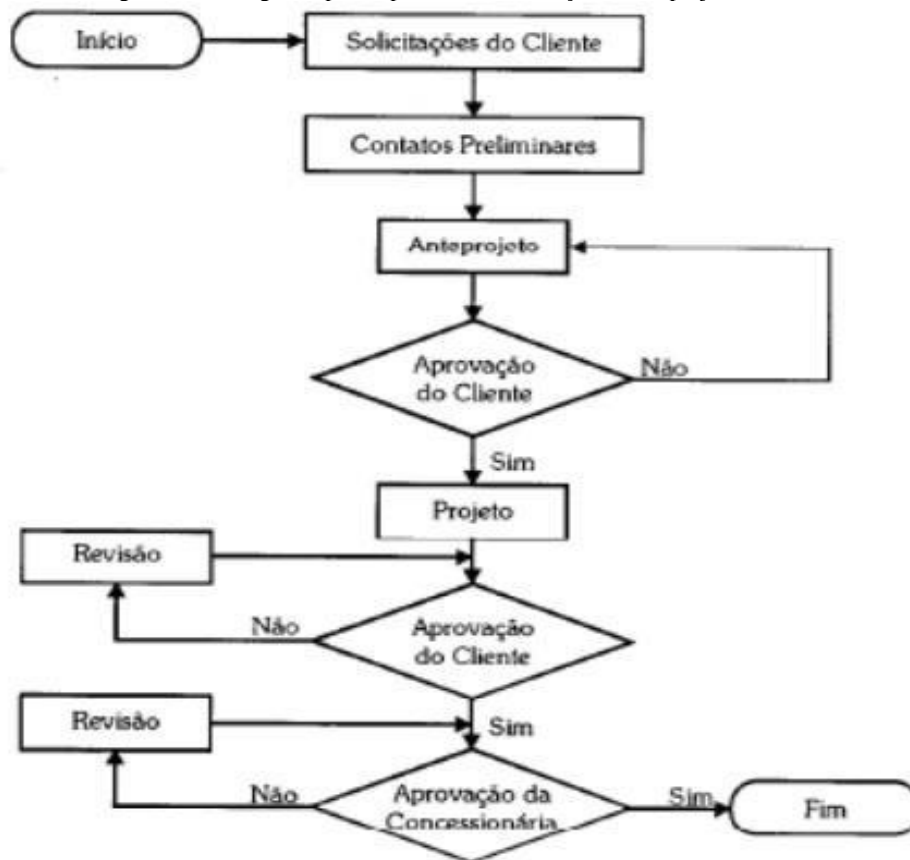 Início
Solicitações do Cliente
Contatos Preliminares
Anteprojeto
Aprovação
do Cliente
Não
Sim
Projeto
Revisão
Não
Aprovação
do Cliente
Revisão
Sim
Não
Aprovação da
Concessionária
Sim
Fim